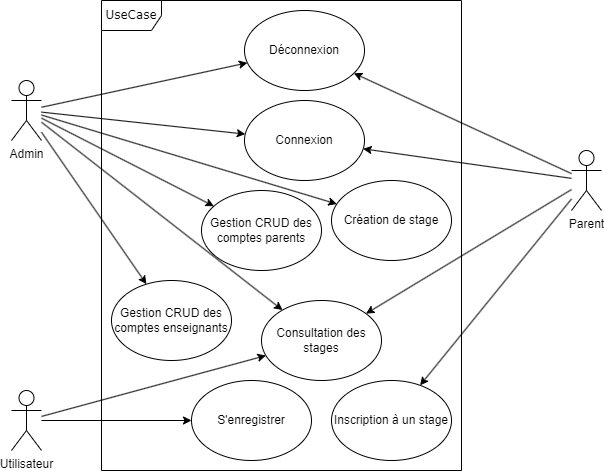 UseCase
Déconnexion
Connexion
Admin
Gestion CRUD des
comptes parents
Création de stage
Parent
Gestion CRUD des
comptes enseignants
Consultation des
stages
S'enregistrer
Inscription à un stage
Utilisateur